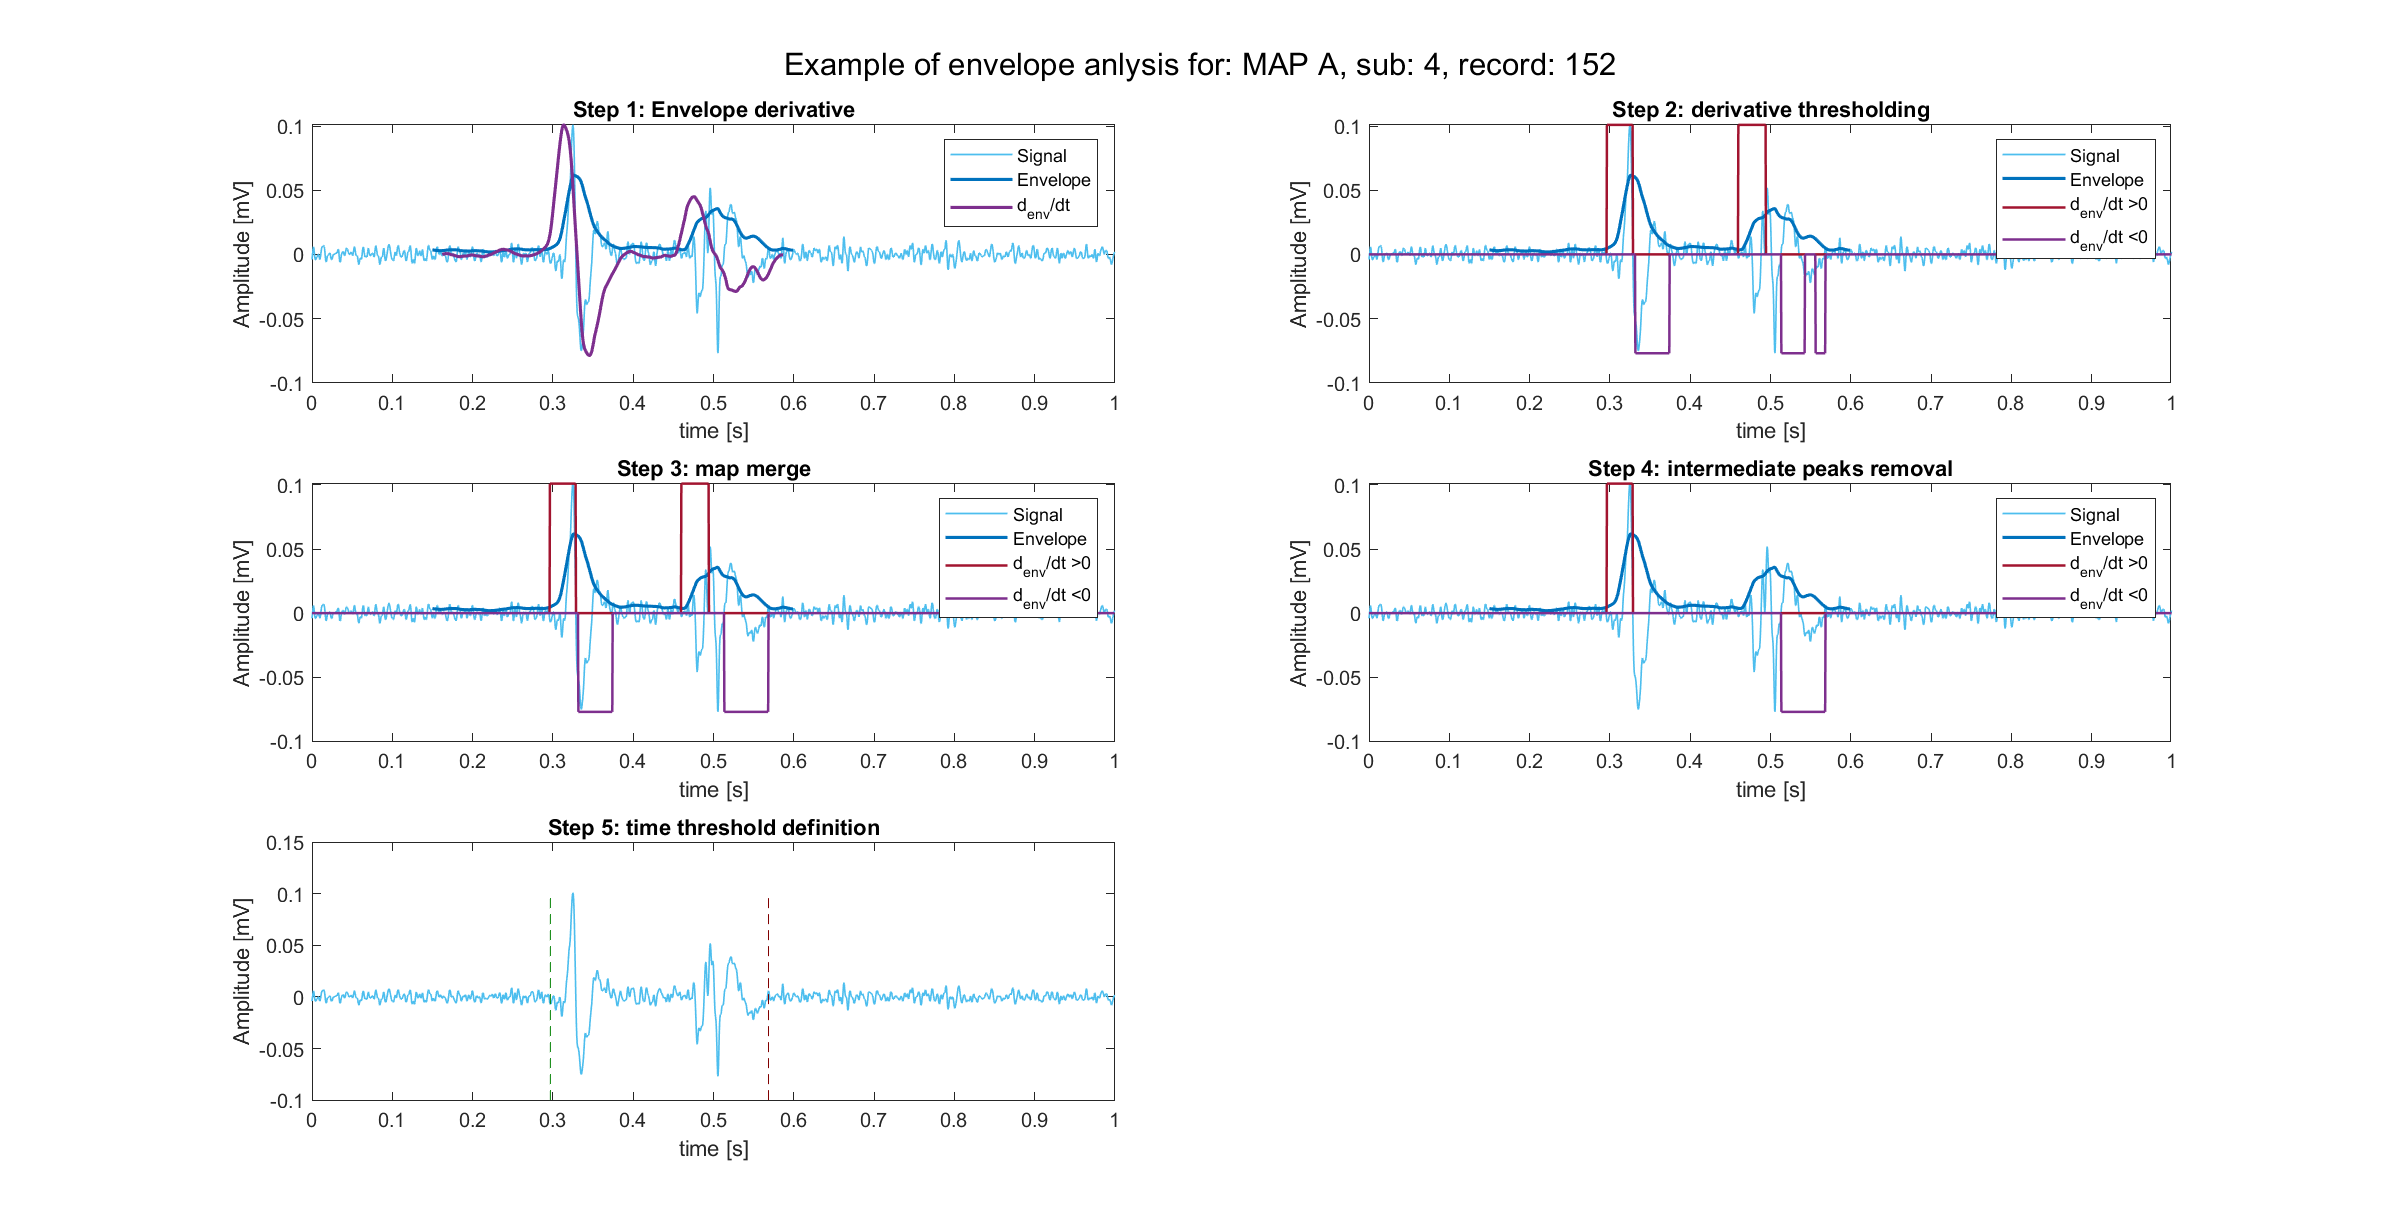 Example of envelope anlysis for: MAP A, sub: 4, record: 152
Step 1: Envelope derivative
Amplitude [mV]
0.1
0.05
0
-0.05
-0.1
0 0.1 0.2 0.3 0.4 0.5 0.6 0.7 0.8 0.9 1
time [s]
Signal
Envelope
d_env/dt
Step 2: derivative thresholding
Amplitude [mV]
0.1
0.05
0
-0.05
-0.1
0 0.1 0.2 0.3 0.4 0.5 0.6 0.7 0.8 0.9 1
time [s]
Signal
Envelope
d_env/dt >0
d_env/dt <0
Step 3: map merge
Amplitude [mV]
0.1
0.05
0
-0.05
-0.1
0 0.1 0.2 0.3 0.4 0.5 0.6 0.7 0.8 0.9 1
time [s]
Signal
Envelope
d_env/dt >0
d_env/dt <0
Step 4: intermediate peaks removal
Amplitude [mV]
0.1
0.05
0
-0.05
-0.1
0 0.1 0.2 0.3 0.4 0.5 0.6 0.7 0.8 0.9 1
time [s]
Signal
Envelope
d_env/dt >0
d_env/dt <0
Step 5: time threshold definition
Amplitude [mV]
0.15
0.1
0.05
0
-0.05
-0.1
0 0.1 0.2 0.3 0.4 0.5 0.6 0.7 0.8 0.9 1
time [s]